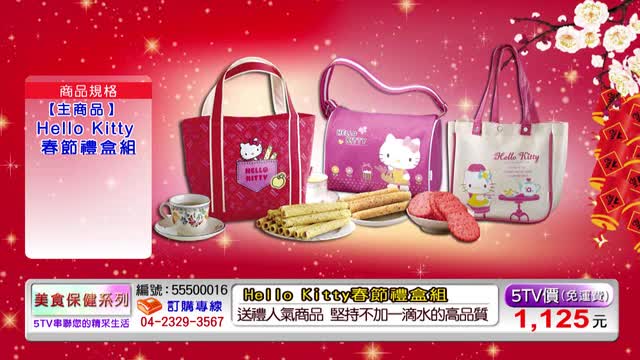 商品規格
【主商品】
Hello Kitty
春節禮盒組
HELLO
KITTY
HELLO
KITTY
Hello Kitty
美食保健系列
5TV串聯您的精采生活
編號:55500016
訂購專線
04-2329-3567
Hello Kitty春節禮盒組
送禮人氣商品 堅持不加一滴水的高品質
5TV價(免運費)
1,125元